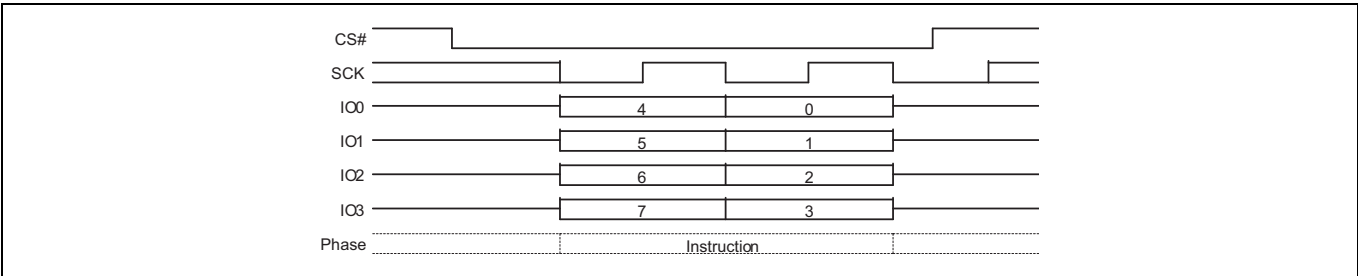 CS#
SCK
IO0 4 0
IO1 5 1
IO2 6 2
IO3 7 3
Phase Instruction